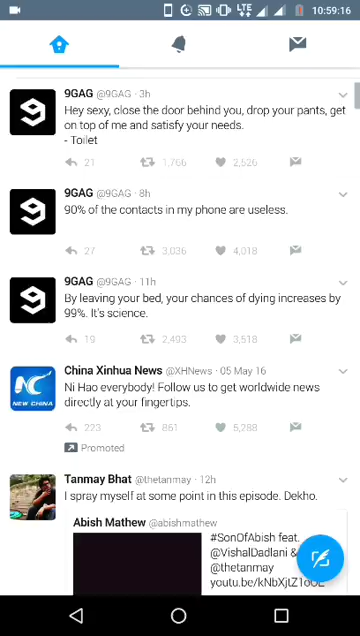 LTE 10:59:16
9GAG @9GAG · 3h
Hey sexy, close the door behind you, drop your pants, get
on top of me and satisfy your needs.
- Toilet
21 1,766 2,526
9GAG @9GAG · 8h
90% of the contacts in my phone are useless.
27 3,036 4,018
9GAG @9GAG · 11h
By leaving your bed, your chances of dying increases by
99%. It's science.
19 2,493 3,518
China Xinhua News @XHNews · 05 May 16
Ni Hao everybody! Follow us to get worldwide news
directly at your fingertips.
NEW CHINA
223 851 5,288
Promoted
Tanmay Bhat @thetanmay · 12h
I spray myself at some point in this episode. Dekho.
Abish Mathew @abishmathew
#SonOfAbish feat.
@VishalDadlani &
@thetanmay